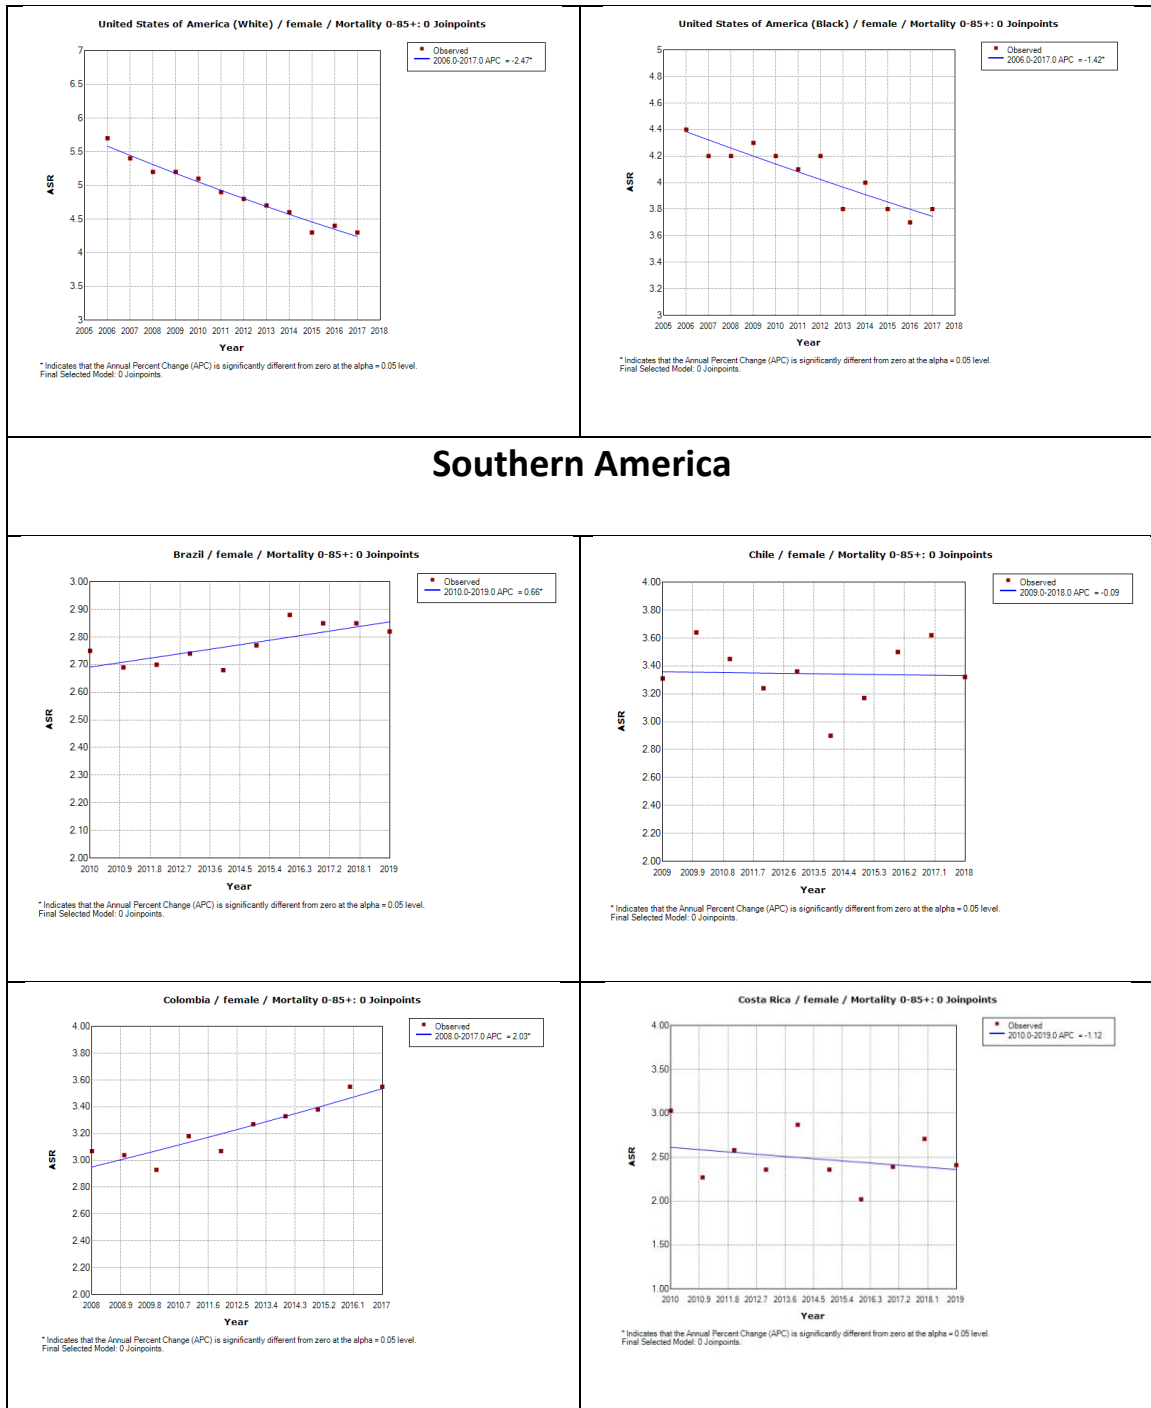 United States of America (White) / female / Mortality 0-85+: 0 Joinpoints
Observed
2006.0-2017.0 APC = -2.47*
7
6.5
6
5.5
5
4.5
4
3.5
3
ASR
2005 2006 2007 2008 2009 2010 2011 2012 2013 2014 2015 2016 2017 2018
Year
* Indicates that the Annual Percent Change (APC) is significantly different from zero at the alpha = 0.05 level.
Final Selected Model: 0 Joinpoints.
United States of America (Black) / female / Mortality 0-85+: 0 Joinpoints
Observed
2006.0-2017.0 APC = -1.42*
5
4.8
4.6
4.4
4.2
4
3.8
3.6
3.4
3.2
3
ASR
2005 2006 2007 2008 2009 2010 2011 2012 2013 2014 2015 2016 2017 2018
Year
* Indicates that the Annual Percent Change (APC) is significantly different from zero at the alpha = 0.05 level.
Final Selected Model: 0 Joinpoints.
Southern America
Brazil / female / Mortality 0-85+: 0 Joinpoints
Observed
2010.0-2019.0 APC = 0.66*
3.00
2.90
2.80
2.70
2.60
2.50
2.40
2.30
2.20
2.10
2.00
ASR
2010 2010.9 2011.8 2012.7 2013.6 2014.5 2015.4 2016.3 2017.2 2018.1 2019
Year
* Indicates that the Annual Percent Change (APC) is significantly different from zero at the alpha = 0.05 level.
Final Selected Model: 0 Joinpoints.
Chile / female / Mortality 0-85+: 0 Joinpoints
Observed
2009.0-2018.0 APC = -0.09
4.00
3.80
3.60
3.40
3.20
3.00
2.80
2.60
2.40
2.20
2.00
ASR
2009 2009.9 2010.8 2011.7 2012.6 2013.5 2014.4 2015.3 2016.2 2017.1 2018
Year
* Indicates that the Annual Percent Change (APC) is significantly different from zero at the alpha = 0.05 level.
Final Selected Model: 0 Joinpoints.
Colombia / female / Mortality 0-85+: 0 Joinpoints
Observed
2008.0-2017.0 APC = 2.03*
4.00
3.80
3.60
3.40
3.20
3.00
2.80
2.60
2.40
2.20
2.00
ASR
2008 2008.9 2009.8 2010.7 2011.6 2012.5 2013.4 2014.3 2015.2 2016.1 2017
Year
* Indicates that the Annual Percent Change (APC) is significantly different from zero at the alpha = 0.05 level.
Final Selected Model: 0 Joinpoints.
Costa Rica / female / Mortality 0-85+: 0 Joinpoints
Observed
2010.0-2019.0 APC = -1.12
4.00
3.50
3.00
2.50
2.00
1.50
1.00
ASR
2010 2010.9 2011.8 2012.7 2013.6 2014.5 2015.4 2016.3 2017.2 2018.1 2019
Year
* Indicates that the Annual Percent Change (APC) is significantly different from zero at the alpha = 0.05 level.
Final Selected Model: 0 Joinpoints.